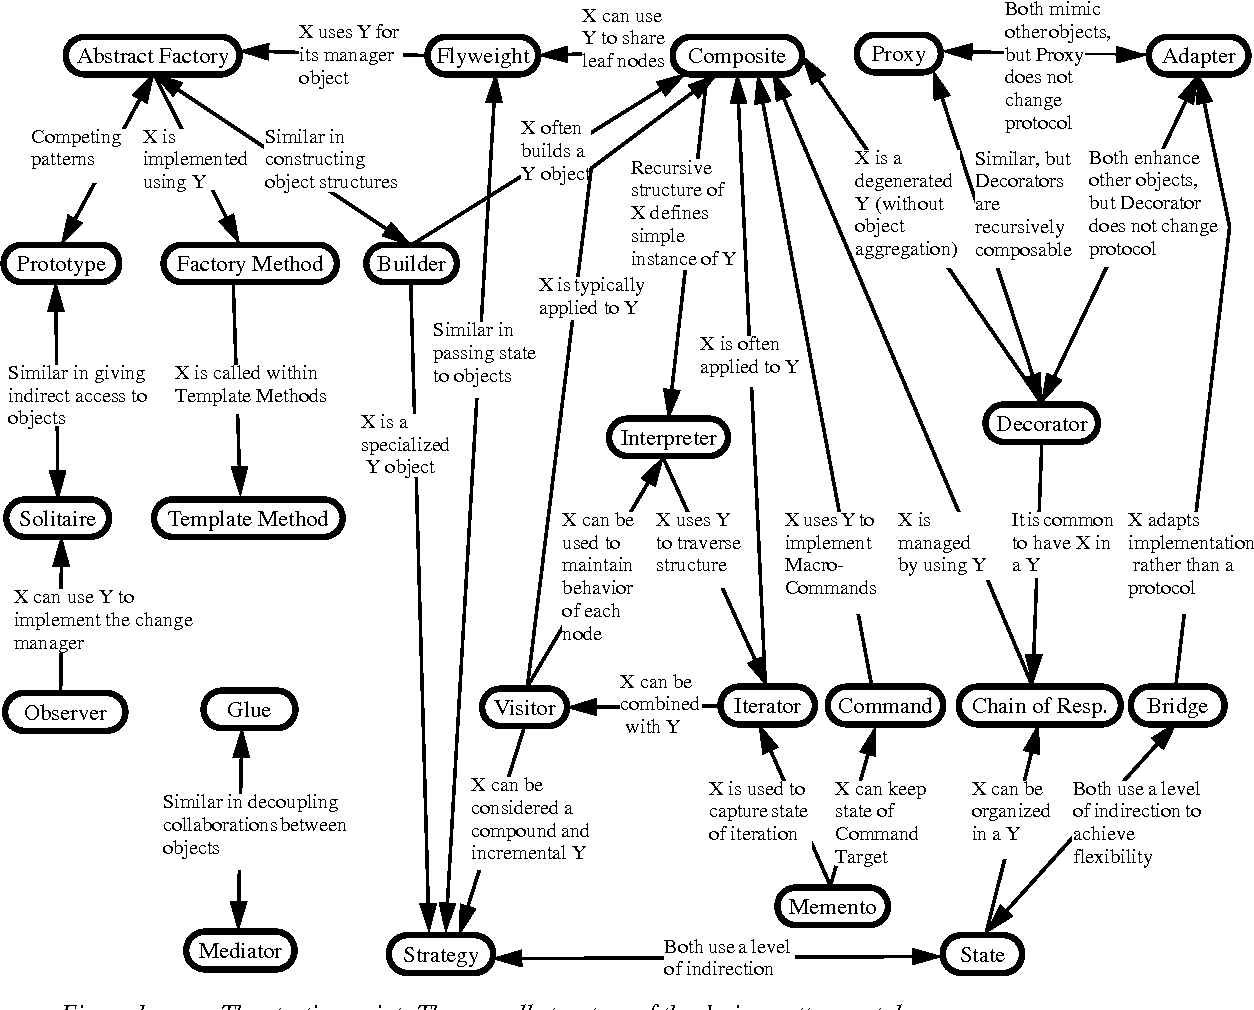 Abstract Factory
X uses Y for
its manager
object
Flyweight
X can use
Y to share
leaf nodes
Composite
Proxy
Both mimic
other objects,
but Proxy
does not
change
protocol
Adapter
Competing
patterns
X is
implemented
using Y
Similar in
constructing
object structures
X often
builds a
Y object
Recursive
structure of
X defines
simple
instance of Y
X is a
degenerated
Y (without
object
aggregation)
Similar, but
Decorators
are
recursively
composable
Both enhance
other objects,
but Decorator
does not change
protocol
Prototype
Factory Method
Builder
X is typically
applied to Y
Similar in
passing state
to objects
X is often
applied to Y
Similar in giving
indirect access to
objects
X is called within
Template Methods
X is a
specialized
Y object
Interpreter
Decorator
Solitaire
Template Method
X can be
used to
maintain
behavior
of each
node
X uses Y
to traverse
structure
X uses Y to
implement
Macro-
Commands
X is
managed
by using Y
It is common
to have X in
a Y
X adapts
implementation
rather than a
protocol
X can use Y to
implement the change
manager
Observer
Glue
Visitor
X can be
combined
with Y
Iterator
Command
Chain of Resp.
Bridge
Similar in decoupling
collaborations between
objects
X can be
considered a
compound and
incremental Y
X is used to
capture state
of iteration
X can keep
state of
Command
Target
X can be
organized
in a Y
Both use a level
of indirection to
achieve
flexibility
Memento
Mediator
Strategy
Both use a level
of indirection
State